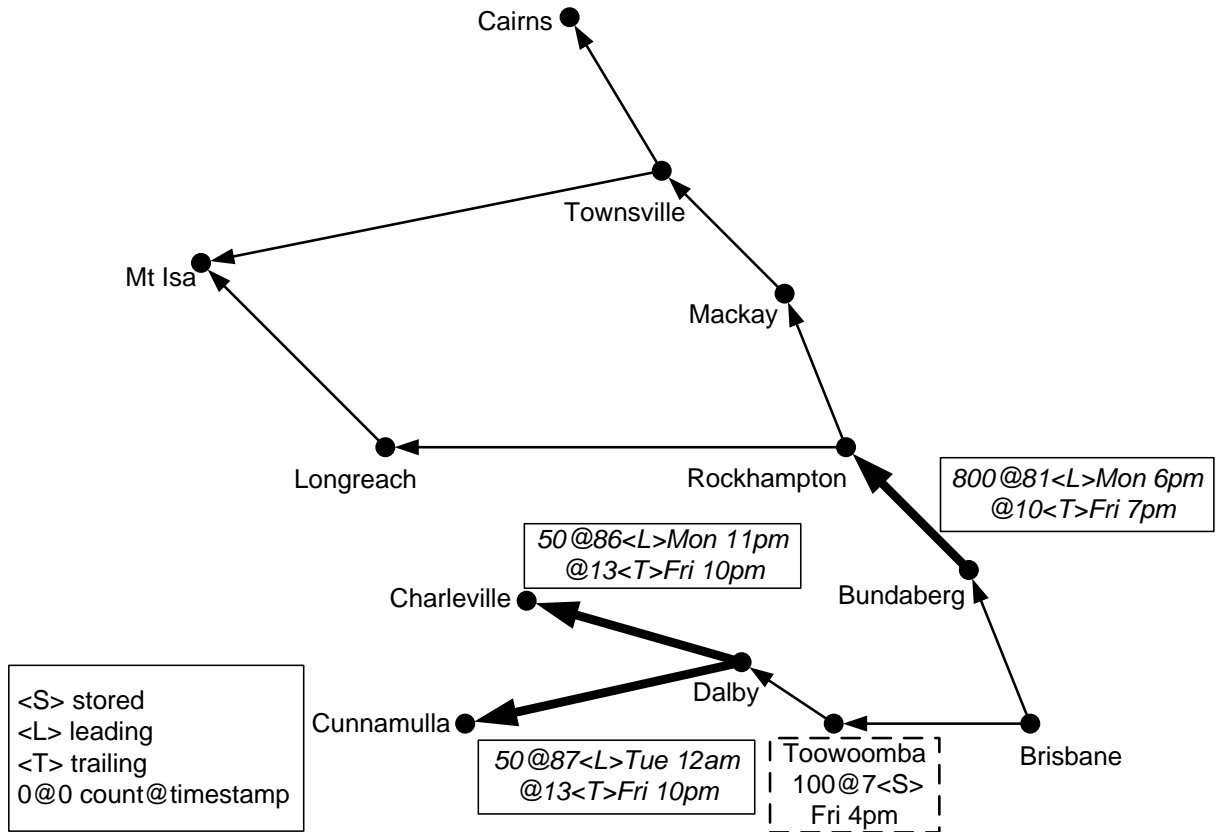 Cairns
Townsville
Mt Isa
Mackay
Longreach
Rockhampton
800@81<L>Mon 6pm
@10<T>Fri 7pm
50@86<L>Mon 11pm
@13<T>Fri 10pm
Charleville
Bundaberg
<S> stored
<L> leading
<T> trailing
0@0 count@timestamp
Dalby
Cunnamulla
50@87<L>Tue 12am
@13<T>Fri 10pm
Toowoomba
100@7<S>
Fri 4pm
Brisbane